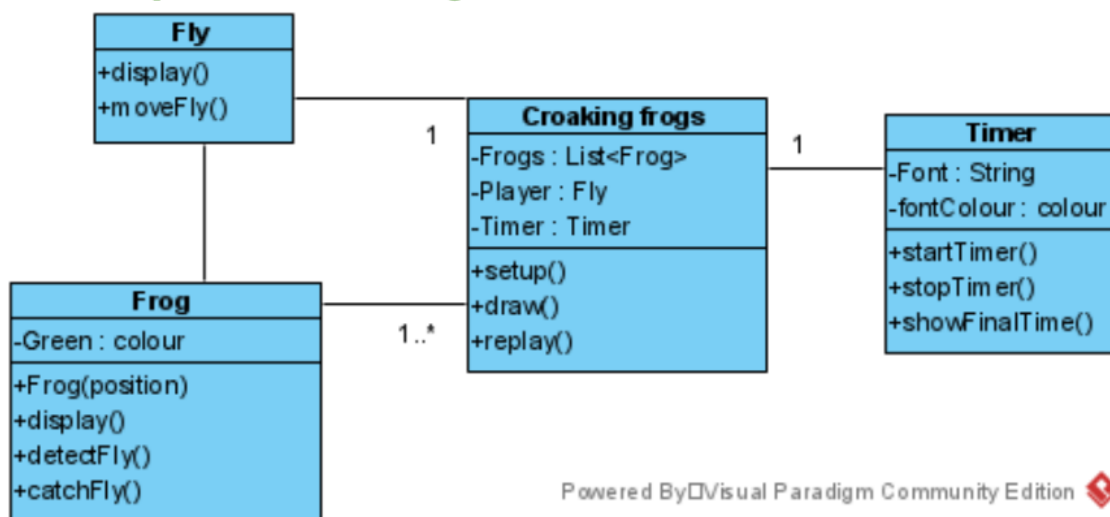 Fly
+display()
+moveFly()
1
Croaking frogs
-Frogs : List<Frog>
-Player : Fly
-Timer : Timer
+setup()
+draw()
+replay()
1
Timer
-Font : String
-fontColour : colour
+startTimer()
+stopTimer()
+showFinalTime()
Frog
-Green : colour
+Frog(position)
+display()
+detectFly()
+catchFly()
1..*
Powered By□Visual Paradigm Community Edition